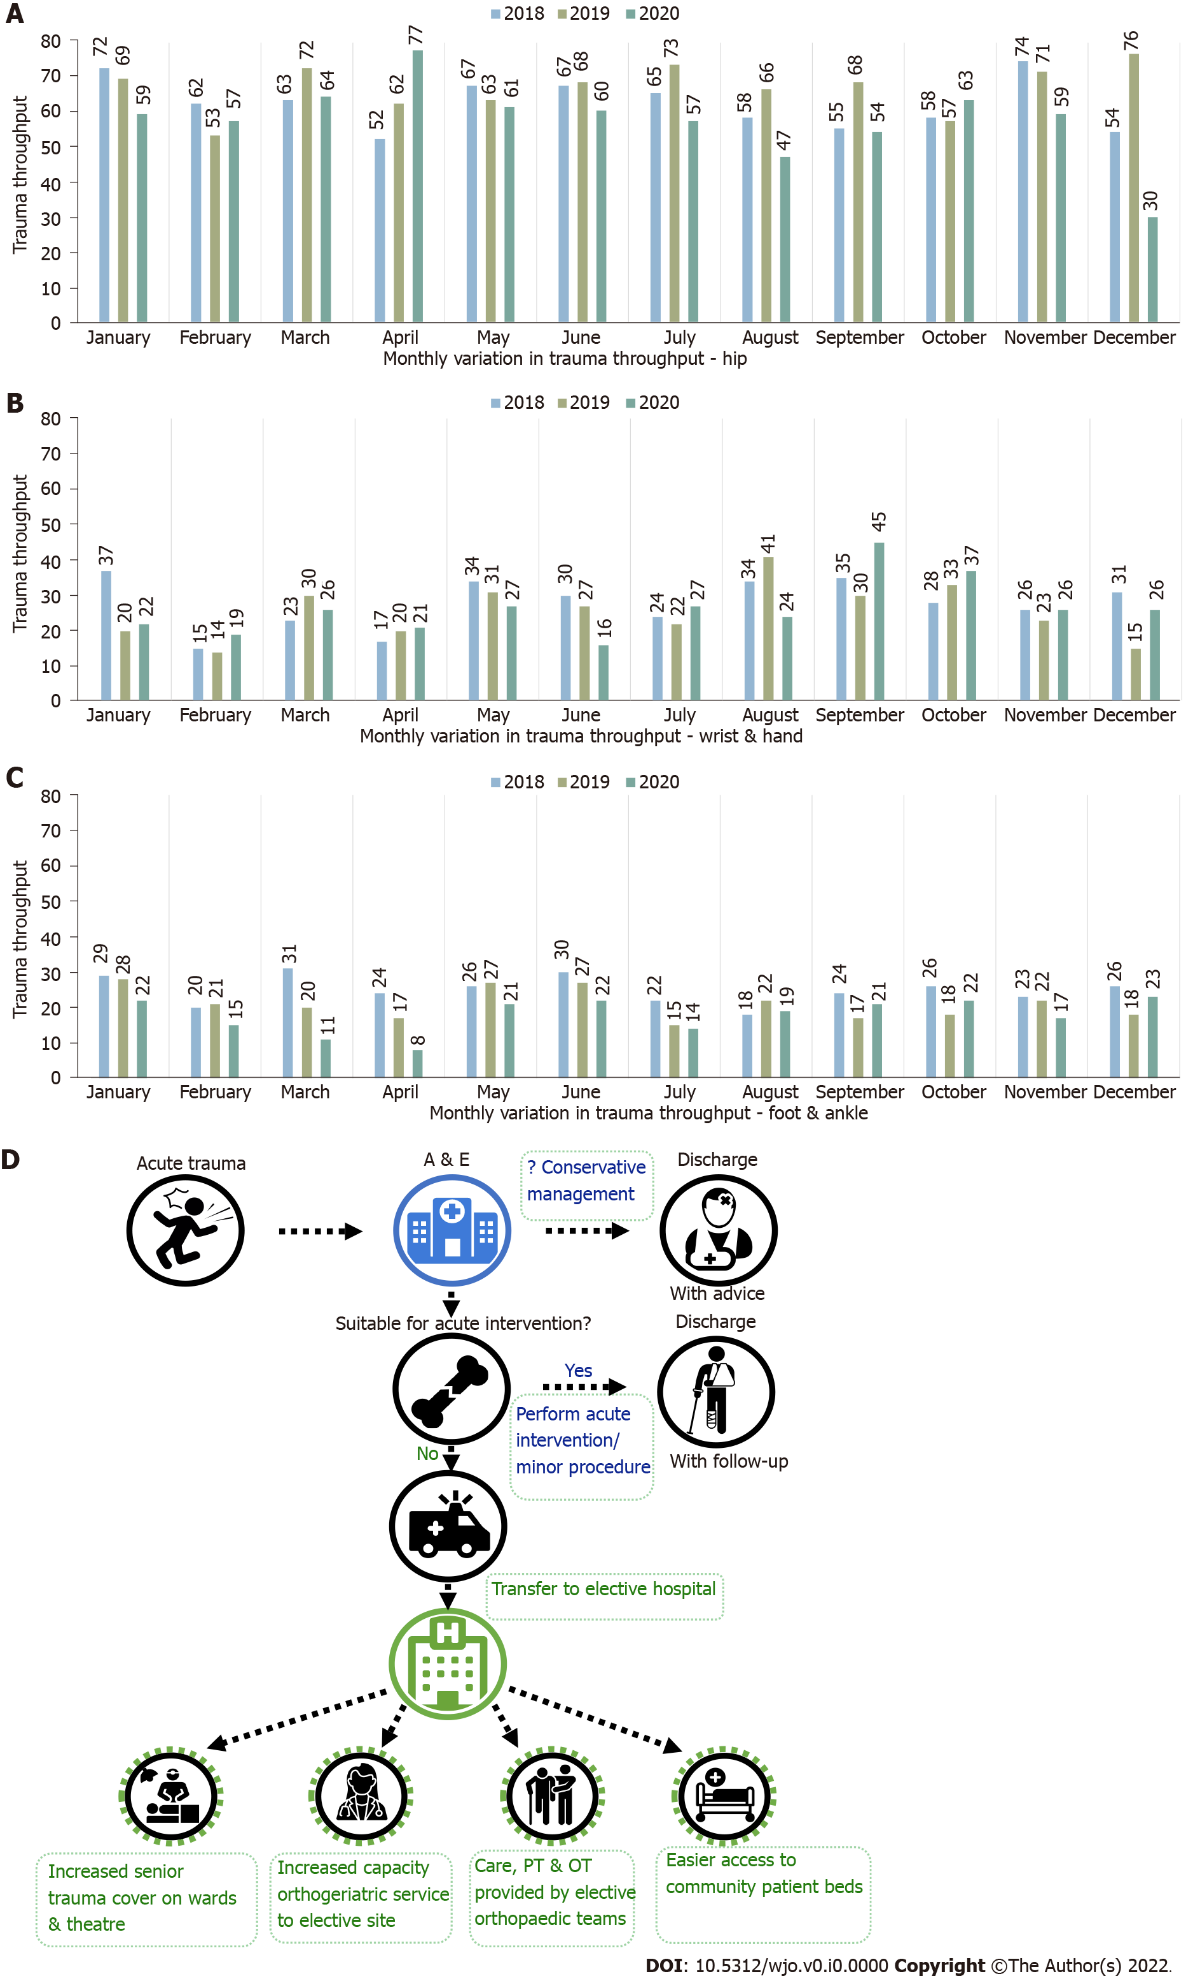 A
2018 2019 2020
Trauma throughput
80
70
60
50
40
30
20
10
0
72 69 59
62 53 57
63 72 64
52 62 77
67 63 61
67 68 60
65 73 57
58 66 47
55 68 54
58 57 63
74 71 59
54 76 30
January February March April May June July August September October November December
Monthly variation in trauma throughput - hip
B
2018 2019 2020
Trauma throughput
80
70
60
50
40
30
20
10
0
37 20 22
15 14 19
23 30 26
17 20 21
34 31 27
30 27 16
24 22 27
34 41 24
35 30 45
28 33 37
26 23 26
31 15 26
January February March April May June July August September October November December
Monthly variation in trauma throughput - wrist & hand
C
2018 2019 2020
Trauma throughput
80
70
60
50
40
30
20
10
0
29 28 22
20 21 15
31 20 11
24 17 8
26 27 21
30 27 22
22 15 14
18 22 19
24 17 21
26 18 22
23 22 17
26 18 23
January February March April May June July August September October November December
Monthly variation in trauma throughput - foot & ankle
D
Acute trauma
A & E
? Conservative
management
Discharge
With advice
Suitable for acute intervention?
Yes
Perform acute
intervention/
minor procedure
Discharge
With follow-up
No
Transfer to elective hospital
H
Increased senior
trauma cover on wards
& theatre
Increased capacity
orthogeriatric service
to elective site
Care, PT & OT
provided by elective
orthopaedic teams
Easier access to
community patient beds
DOI: 10.5312/wjo.v0.i0.0000 Copyright ©The Author(s) 2022.